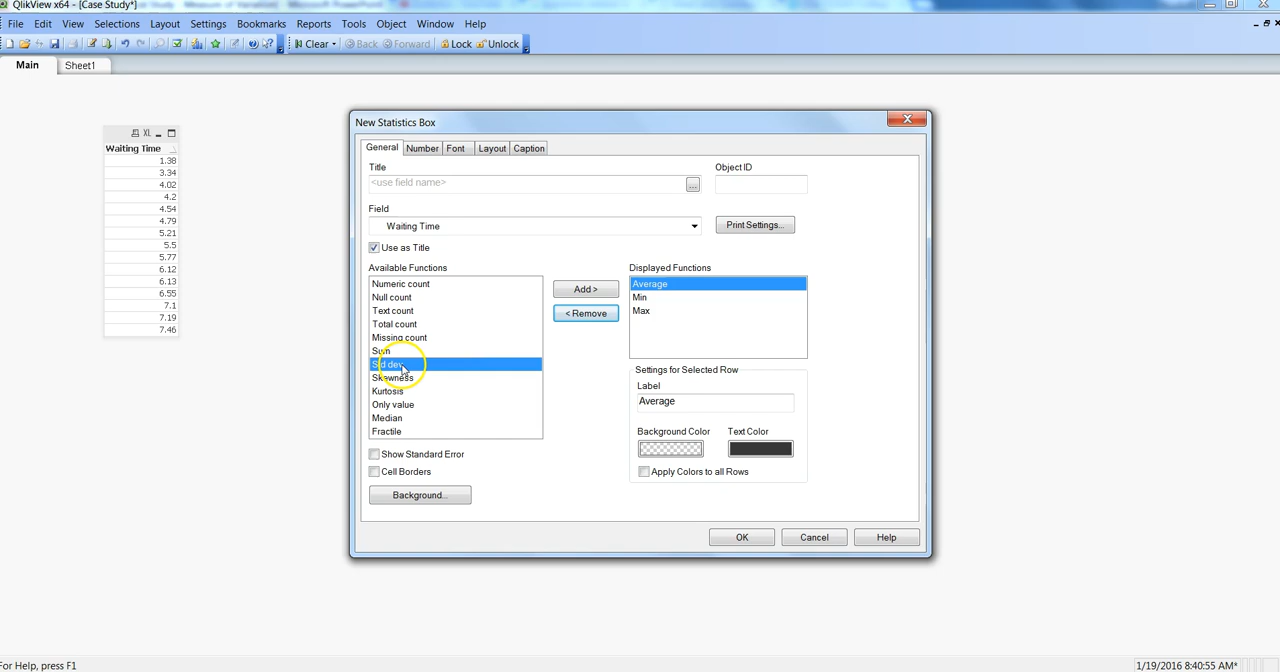 QlikView x64 - [Case Study*]
File Edit View Selections Layout Settings Bookmarks Reports Tools Object Window Help
Clear Back Forward Lock Unlock
Main Sheet1
New Statistics Box
XL
General Number Font Layout Caption
Waiting Time
1.38
3.34
4.02
4.2
4.54
4.79
5.21
5.5
5.77
6.12
6.13
6.55
7.1
7.19
7.46
Title
Object ID
<use field name>
...
Field
Waiting Time
Print Settings...
Use as Title
Available Functions
Numeric count
Null count
Text count
Total count
Missing count
Sum
Std dev
Skewness
Kurtosis
Only value
Median
Fractile
Add >
< Remove
Displayed Functions
Average
Min
Max
Settings for Selected Row
Label
Average
Background Color Text Color
Apply Colors to all Rows
Show Standard Error
Cell Borders
Background...
OK Cancel Help
For Help, press F1
1/19/2016 8:40:55 AM*